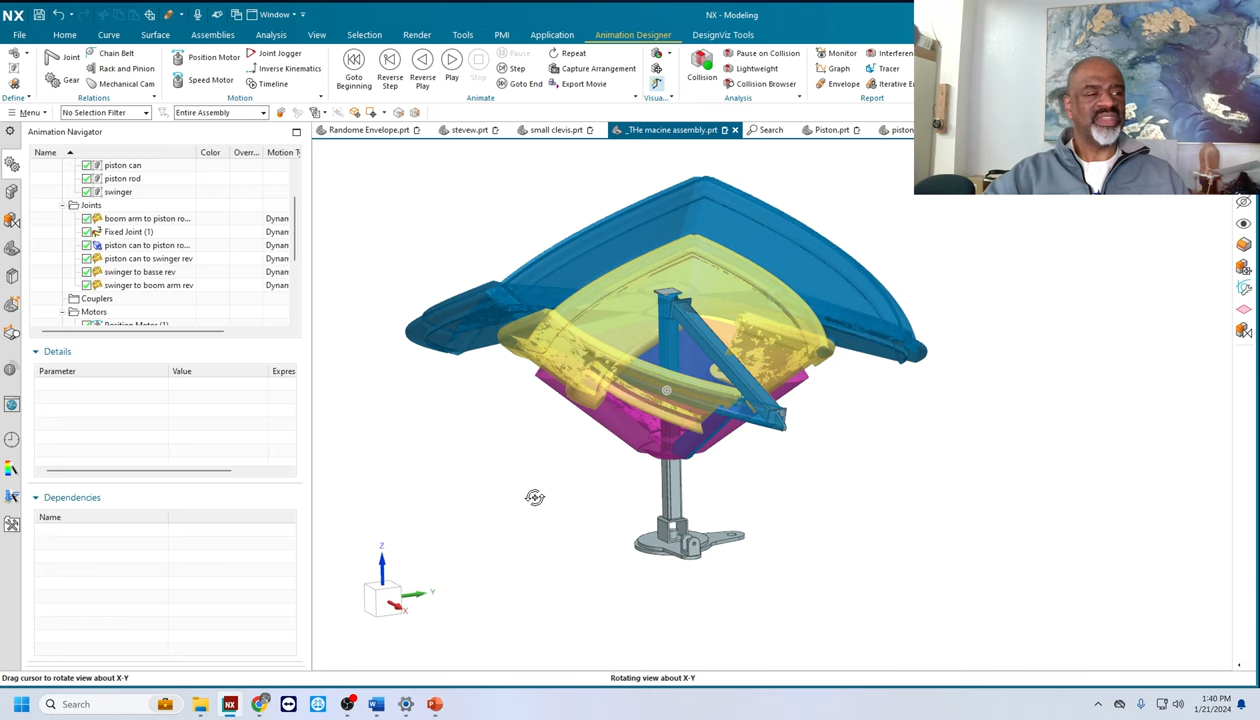 NX
Window
NX - Modeling
File
Home
Curve
Surface
Assemblies
Analysis
View
Selection
Render
Tools
PMI
Application
Animation Designer
DesignViz Tools
Joint
Chain Belt
Rack and Pinion
Gear
Mechanical Cam
Define
Relations
Position Motor
Joint Jogger
Inverse Kinematics
Speed Motor
Timeline
Motion
Goto Beginning
Reverse Step
Reverse Play
Play
Stop
Pause
Repeat
Step
Capture Arrangement
Goto End
Export Movie
Animate
Visua...
Collision
Pause on Collision
Lightweight
Collision Browser
Analysis
Monitor
Interferen
Graph
Tracer
Envelope
Iterative En
Report
Menu
No Selection Filter
Entire Assembly
Animation Navigator
Randome Envelope.prt
stevew.prt
small clevis.prt
_THe macine assembly.prt
Search
Piston.prt
piston
Name
Color
Overr...
Motion T
piston can
piston rod
swinger
Joints
boom arm to piston ro...
Dynan
Fixed Joint (1)
Dynan
piston can to piston ro...
Dynan
piston can to swinger rev
Dynan
swinger to basse rev
Dynan
swinger to boom arm rev
Dynan
Couplers
Motors
Position Motor (1)
Details
Parameter
Value
Expres
Dependencies
Name
Z
Y
X
Drag cursor to rotate view about X-Y
Rotating view about X-Y
Search
1:40 PM
1/21/2024